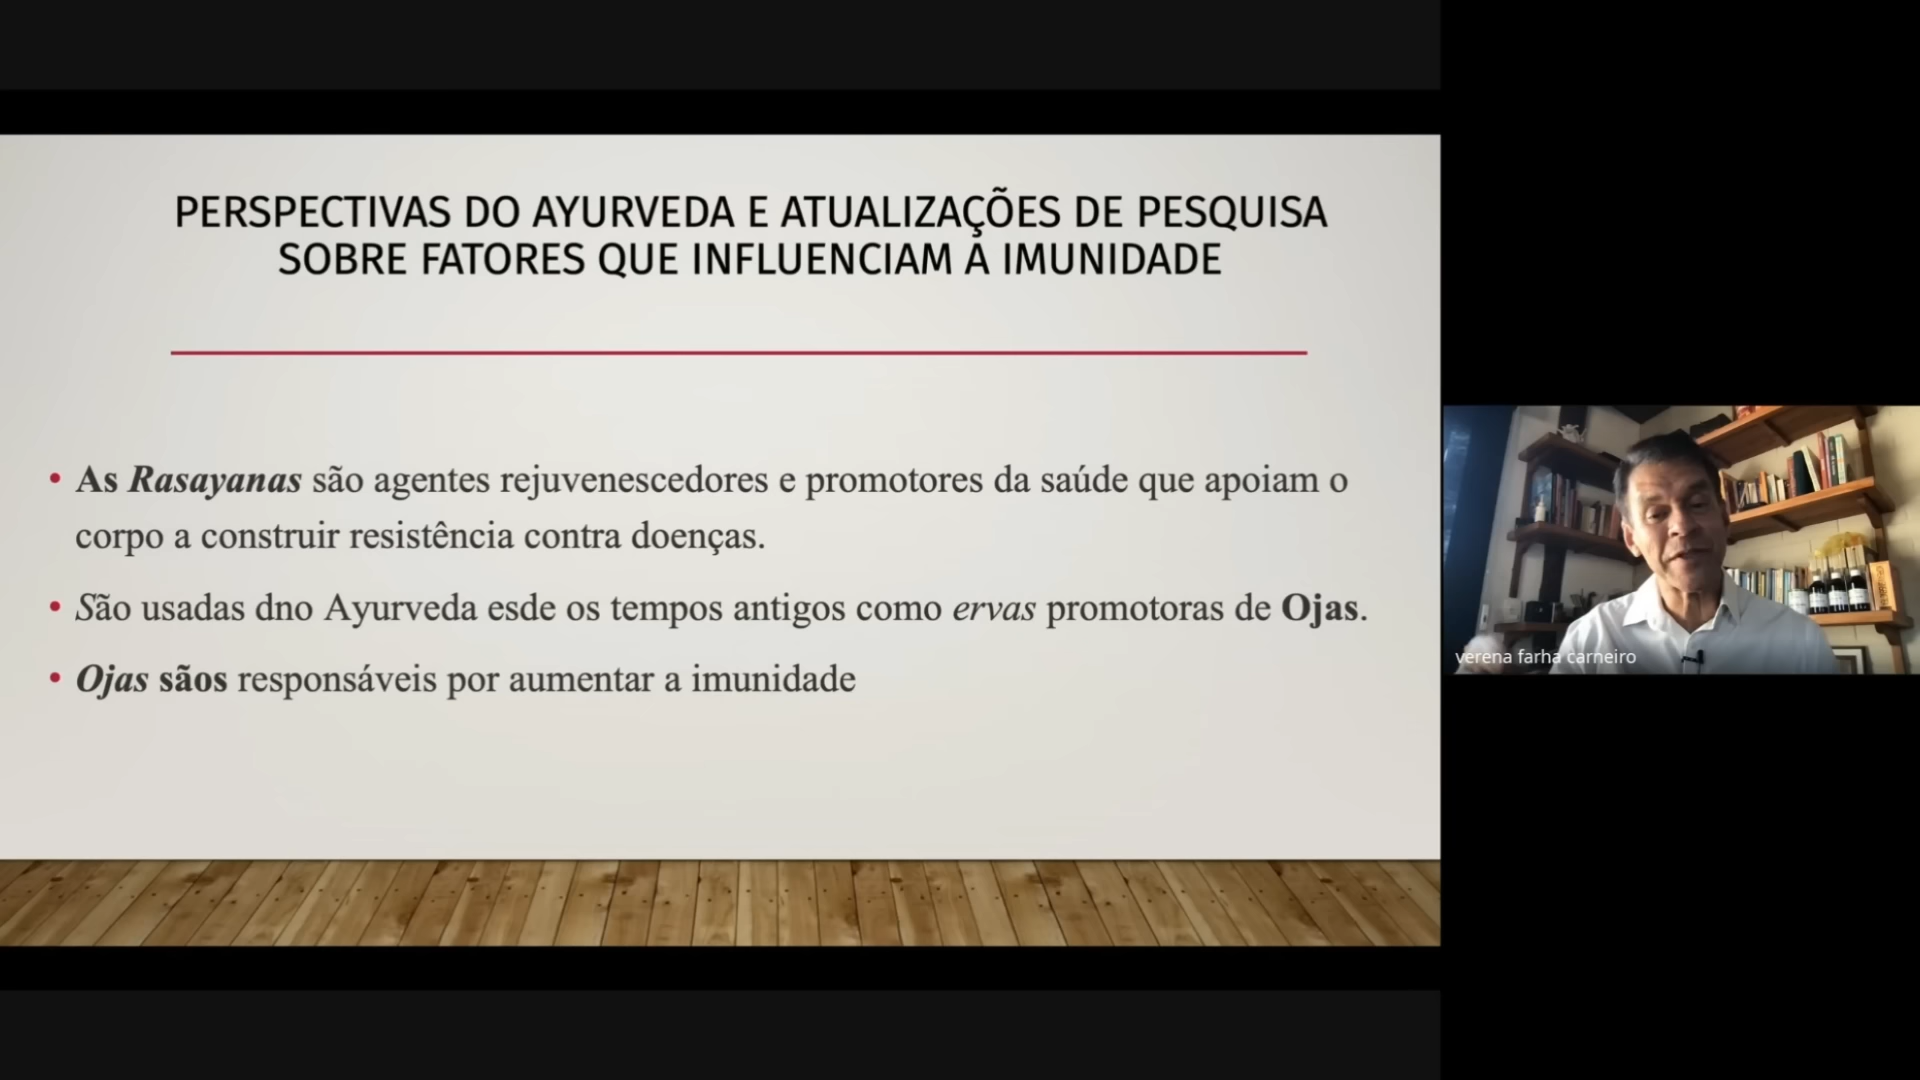 PERSPECTIVAS DO AYURVEDA E ATUALIZAÇÕES DE PESQUISA
SOBRE FATORES QUE INFLUENCIAM A IMUNIDADE
• As Rasayanas são agentes rejuvenescedores e promotores da saúde que apoiam o
corpo a construir resistência contra doenças.
• São usadas dno Ayurveda esde os tempos antigos como ervas promotoras de Ojas.
• Ojas sãos responsáveis por aumentar a imunidade
verena farha carneiro